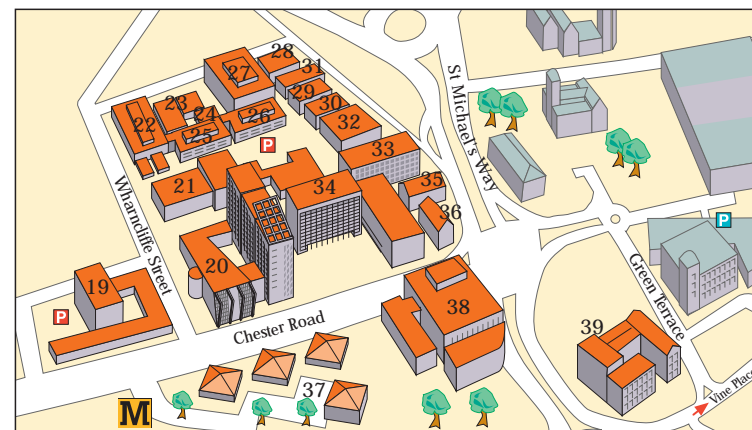 28
31
27
29
30
23
24
26
22
25
32
33
P
21
34
35
36
St Michael's Way
Wharncliffe Street
20
19
P
Chester Road
38
39
P
Green Terrace
37
M
Vine Place